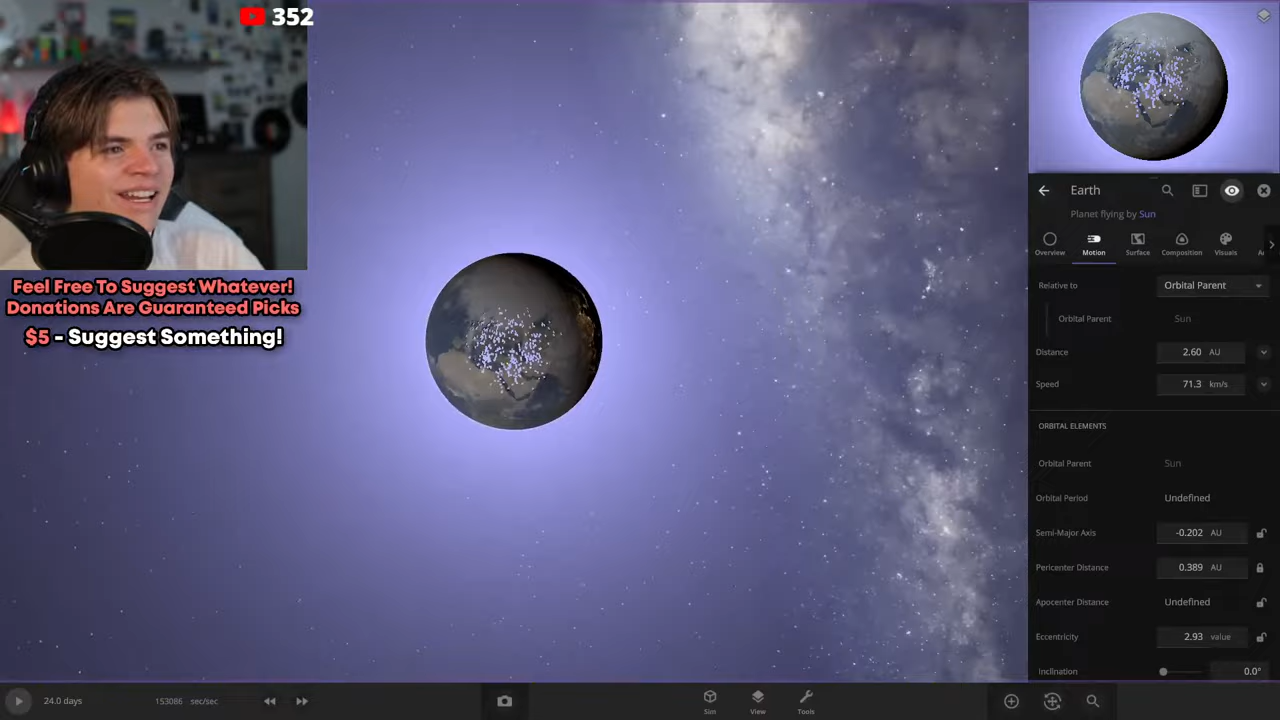 352
Feel Free To Suggest Whatever!
Donations Are Guaranteed Picks
$5 - Suggest Something!
Earth
Planet flying by Sun
Overview
Motion
Surface
Composition
Visuals
Relative to
Orbital Parent
Orbital Parent
Sun
Distance
2.60 AU
Speed
71.3 km/s
ORBITAL ELEMENTS
Orbital Parent
Sun
Orbital Period
Undefined
Semi-Major Axis
-0.202 AU
Pericenter Distance
0.389 AU
Apocenter Distance
Undefined
Eccentricity
2.93 value
Inclination
0.0°
24.0 days
153086 sec/sec
Sim
View
Tools